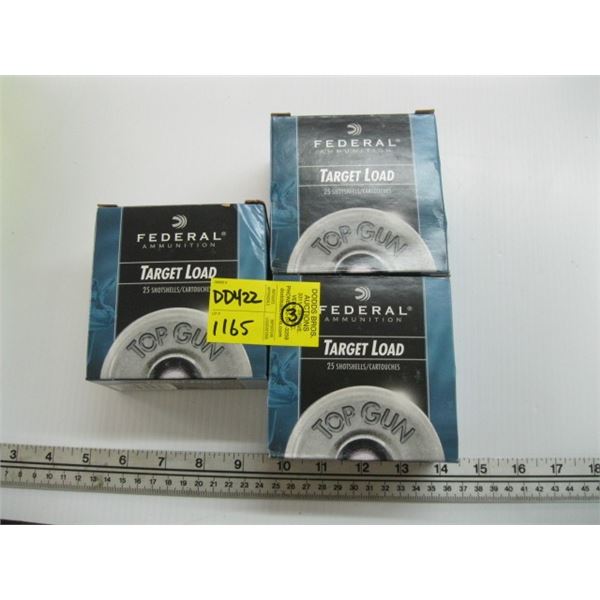 FEDERAL
AMMUNITION
TARGET LOAD
25 SHOTSHELLS/CARTOUCHES
TOP GUN
FEDERAL
AMMUNITION
TARGET LOAD
25 SHOTSHELLS/CARTOUCHES
TOP GUN
DD422
1165
3
DODDS BROS.
AUCTIONS
TARGET LOAD
25 SHOTSHELLS/CARTOUCHES
TOP GUN
3 4 5 6 7 8 9 10 11 12 13 14 15 16 17 18